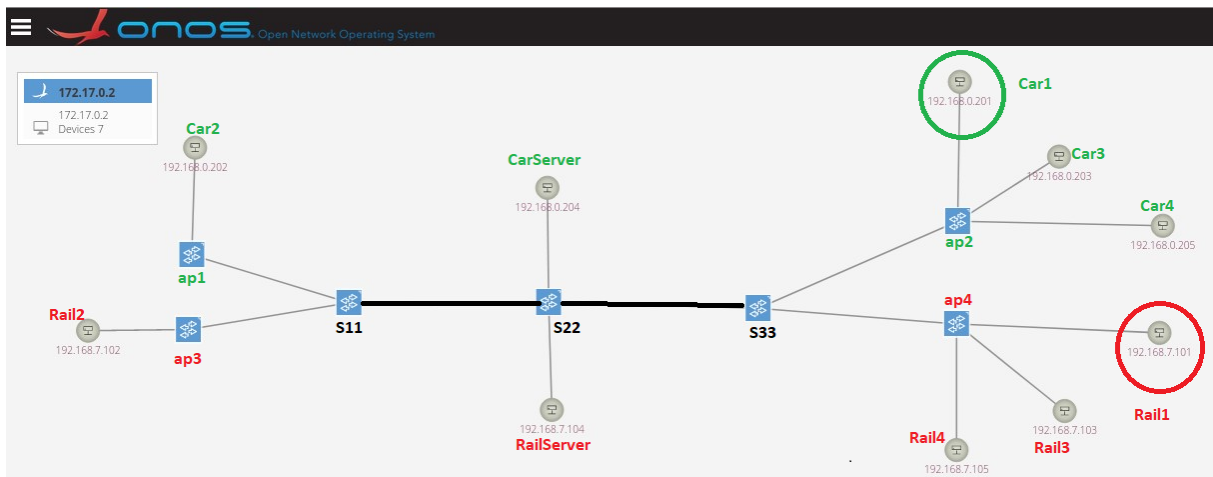 onos. Open Network Operating System
172.17.0.2
172.17.0.2
Devices 7
Car2
192.168.0.202
ap1
Rail2
192.168.7.102
ap3
S11
CarServer
192.168.0.204
S22
192.168.7.104
RailServer
S33
Car1
192.168.0.201
Car3
192.168.0.203
Car4
192.168.0.205
ap2
ap4
192.168.7.101
Rail1
192.168.7.103
Rail3
Rail4
192.168.7.105